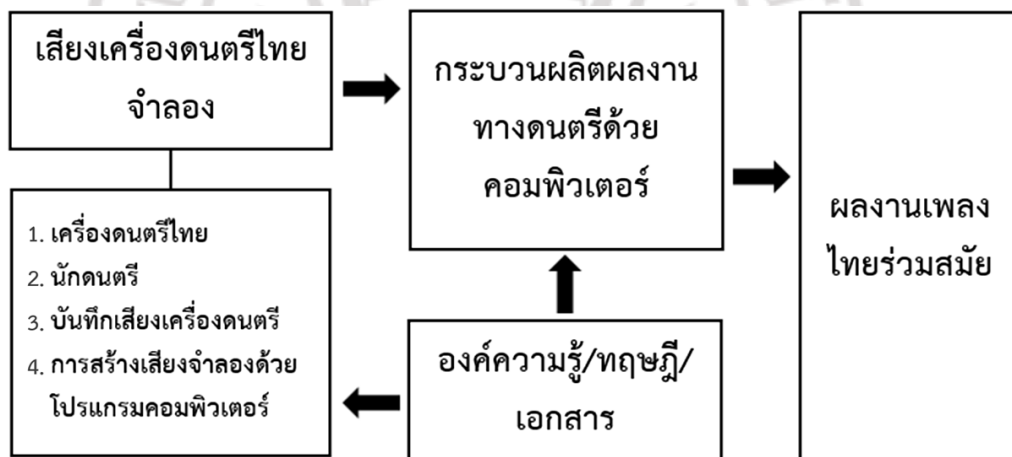 เสียงเครื่องดนตรีไทย
จำลอง
1. เครื่องดนตรีไทย
2. นักดนตรี
3. บันทึกเสียงเครื่องดนตรี
4. การสร้างเสียงจำลองด้วย
โปรแกรมคอมพิวเตอร์
กระบวนผลิตผลงาน
ทางดนตรีด้วย
คอมพิวเตอร์
องค์ความรู้/ทฤษฎี/
เอกสาร
ผลงานเพลง
ไทยร่วมสมัย